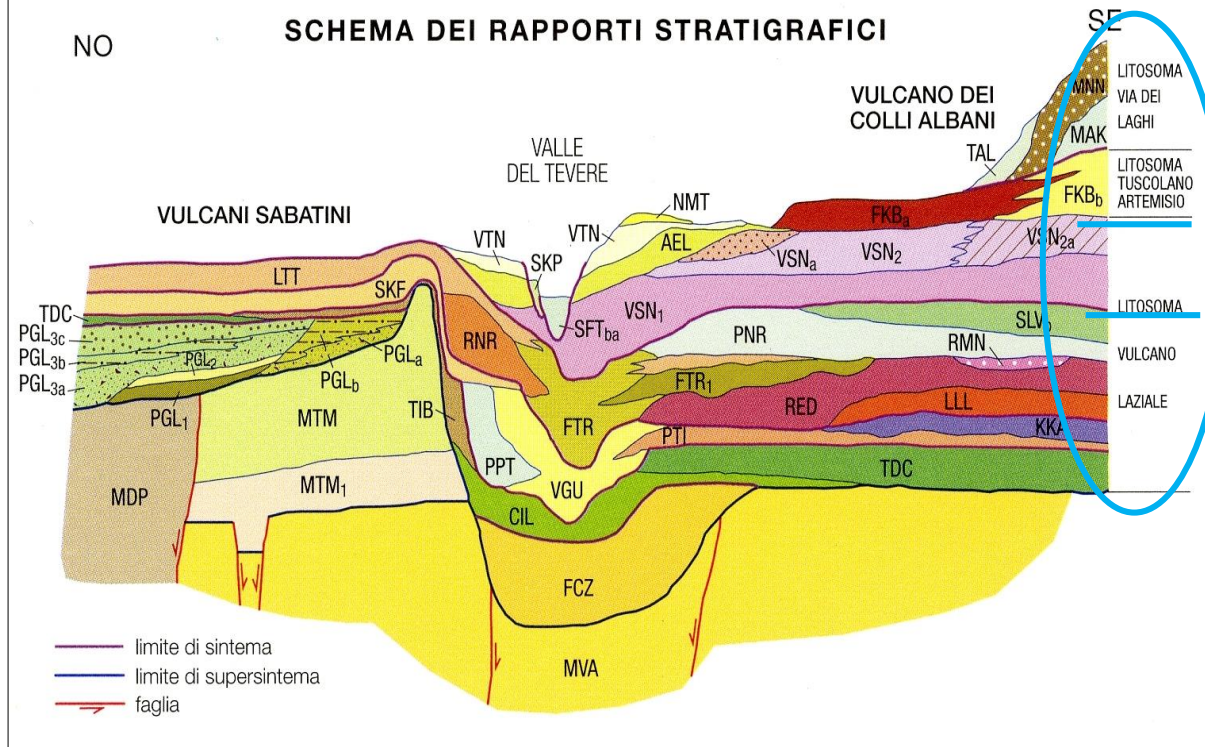 SCHEMA DEI RAPPORTI STRATIGRAFICI
NO
SE
VULCANI SABATINI
VALLE
DEL TEVERE
VULCANO DEI
COLLI ALBANI
LITOSOMA
VIA DEI
LAGHI
LITOSOMA
TUSCOLANO
ARTEMISIO
LITOSOMA
VULCANO
LAZIALE
MNN
MAK
TAL
FKBb
FKBa
NMT
VTN
SKP
VTN
AEL
VSNa
VSN2
VSN2a
LTT
SKF
TDC
PGL3c
PGL3b
PGL3a
PGL2
PGLa
PGLb
PGL1
RNR
SFTba
VSN1
PNR
SLVb
RMN
FTR1
FTR
RED
LLL
KKA
PTI
TDC
TIB
PPT
VGU
CIL
MTM
MTM1
MDP
FCZ
MVA
limite di sintema
limite di supersintema
faglia